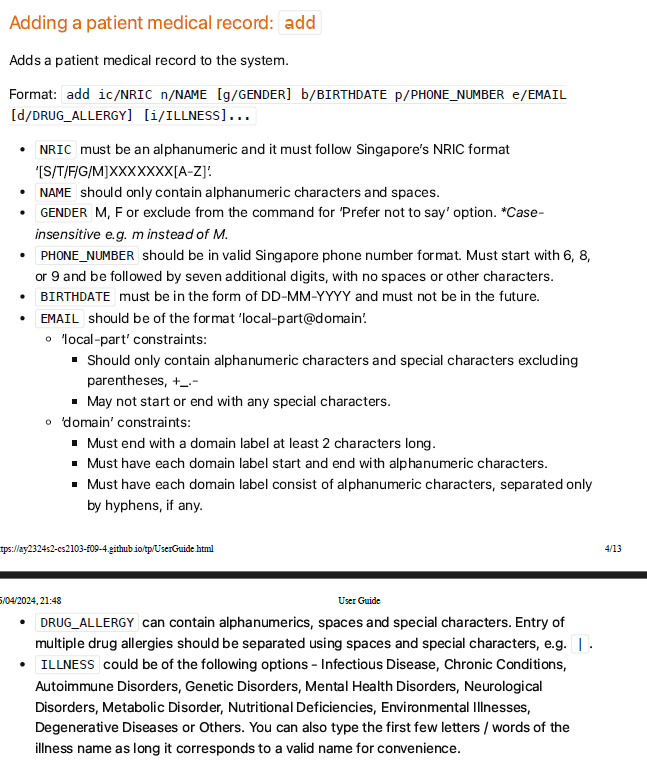 Adding a patient medical record: add
Adds a patient medical record to the system.
Format: add ic/NRIC n/NAME [g/GENDER] b/BIRTHDATE p/PHONE_NUMBER e/EMAIL
[d/DRUG_ALLERGY] [i/ILLNESS]...
• NRIC must be an alphanumeric and it must follow Singapore's NRIC format
'[S/T/F/G/M]XXXXXXX[A-Z]'.
• NAME should only contain alphanumeric characters and spaces.
• GENDER M, F or exclude from the command for 'Prefer not to say' option. *Case-
insensitive e.g. m instead of M.
• PHONE_NUMBER should be in valid Singapore phone number format. Must start with 6, 8,
or 9 and be followed by seven additional digits, with no spaces or other characters.
• BIRTHDATE must be in the form of DD-MM-YYYY and must not be in the future.
• EMAIL should be of the format 'local-part@domain'.
◦ 'local-part' constraints:
▪ Should only contain alphanumeric characters and special characters excluding
parentheses, +_.-
▪ May not start or end with any special characters.
◦ 'domain' constraints:
▪ Must end with a domain label at least 2 characters long.
▪ Must have each domain label start and end with alphanumeric characters.
▪ Must have each domain label consist of alphanumeric characters, separated only
by hyphens, if any.
tps://ay2324s2-cs2103-f09-4.github.io/tp/UserGuide.html 4/13
5/04/2024, 21:48 User Guide
• DRUG_ALLERGY can contain alphanumerics, spaces and special characters. Entry of
multiple drug allergies should be separated using spaces and special characters, e.g. | .
• ILLNESS could be of the following options - Infectious Disease, Chronic Conditions,
Autoimmune Disorders, Genetic Disorders, Mental Health Disorders, Neurological
Disorders, Metabolic Disorder, Nutritional Deficiencies, Environmental Illnesses,
Degenerative Diseases or Others. You can also type the first few letters / words of the
illness name as long it corresponds to a valid name for convenience.